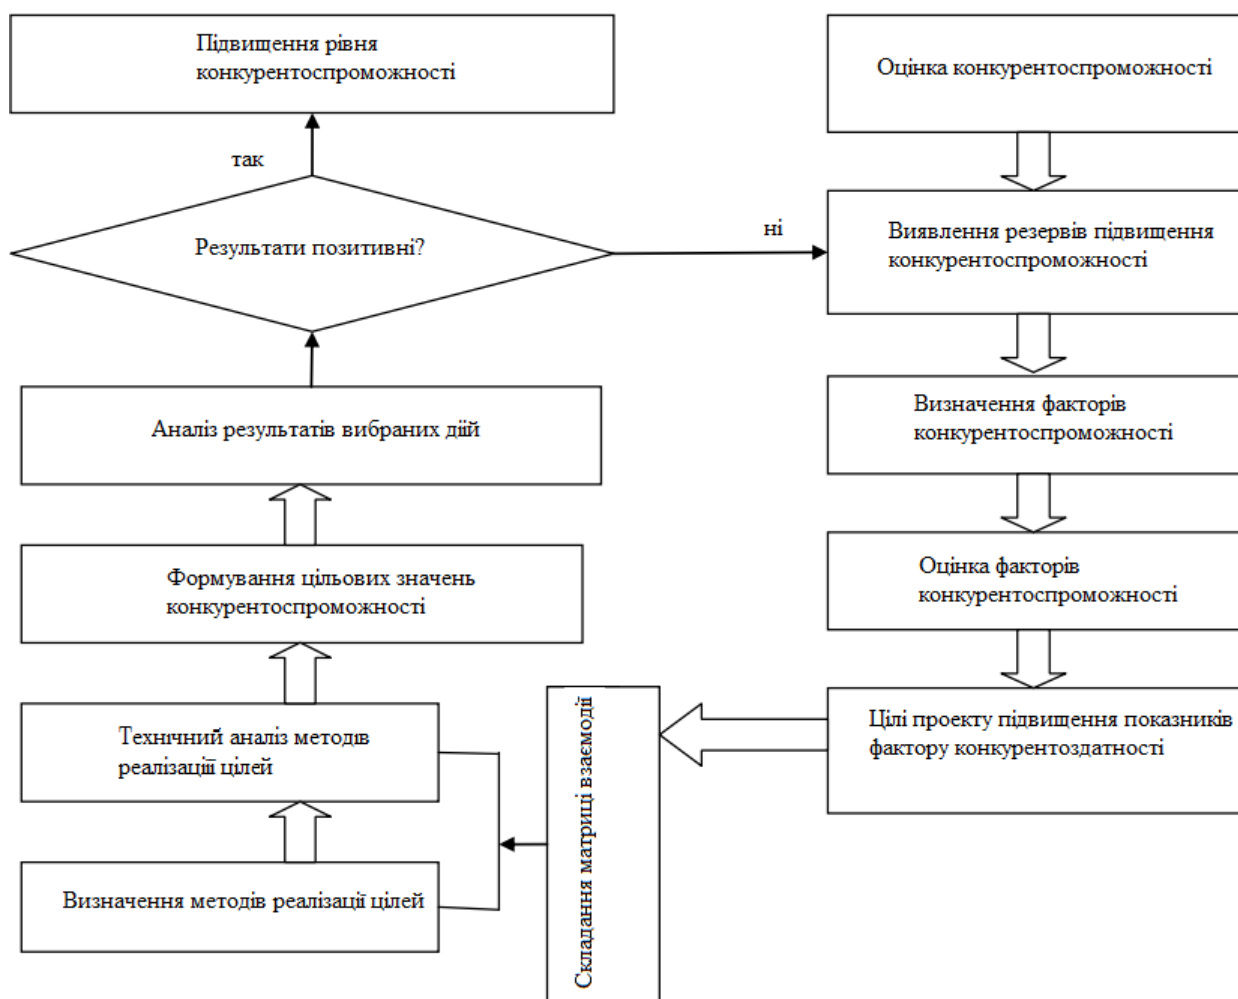 Підвищення рівня
конкурентоспроможності
Оцінка конкурентоспроможності
так
Результати позитивні?
ні
Виявлення резервів підвищення
конкурентоспроможності
Аналіз результатів вибраних дій
Визначення факторів
конкурентоспроможності
Формування цільових значень
конкурентоспроможності
Оцінка факторів
конкурентоспроможності
Технічний аналіз методів
реалізації цілей
Складання матриці взаємодії
Цілі проекту підвищення показників
фактору конкурентоздатності
Визначення методів реалізації цілей